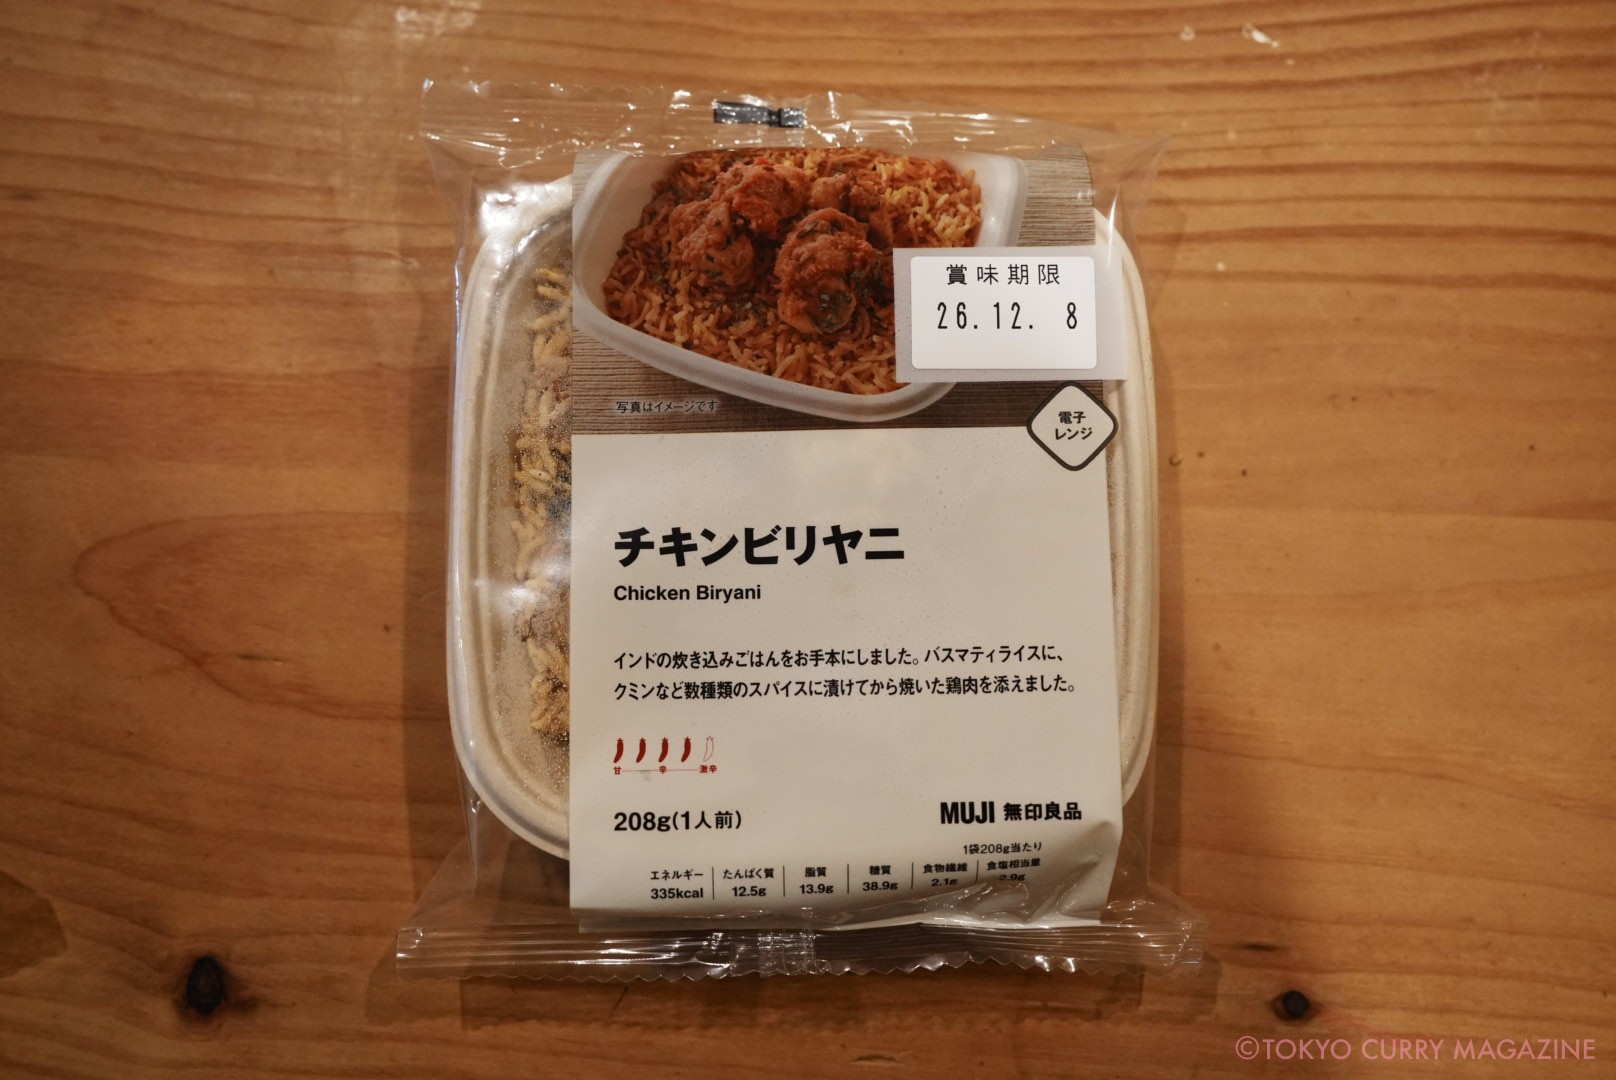 賞味期限
26.12. 8
写真はイメージです
電子
レンジ
チキンビリヤニ
Chicken Biryani
インドの炊き込みごはんをお手本にしました。バスマティライスに、
クミンなど数種類のスパイスに漬けてから焼いた鶏肉を添えました。
甘 辛 激辛
208g(1人前)
MUJI 無印良品
1袋208g当たり
エネルギー たんぱく質 脂質 糖質 食物繊維 食塩相当量
335kcal 12.5g 13.9g 38.9g 2.1g 2.9g
©TOKYO CURRY MAGAZINE